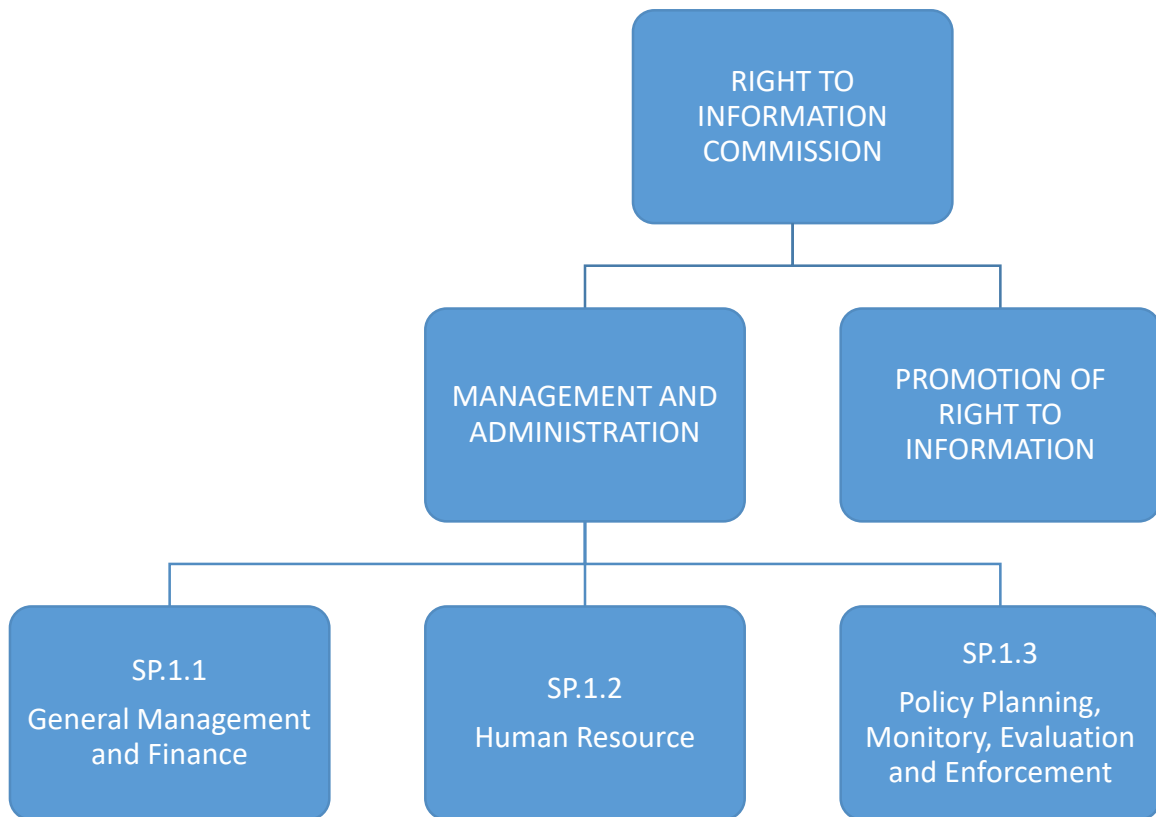 RIGHT TO
INFORMATION
COMMISSION
MANAGEMENT AND
ADMINISTRATION
PROMOTION OF
RIGHT TO
INFORMATION
SP.1.1
General Management
and Finance
SP.1.2
Human Resource
SP.1.3
Policy Planning,
Monitory, Evaluation
and Enforcement